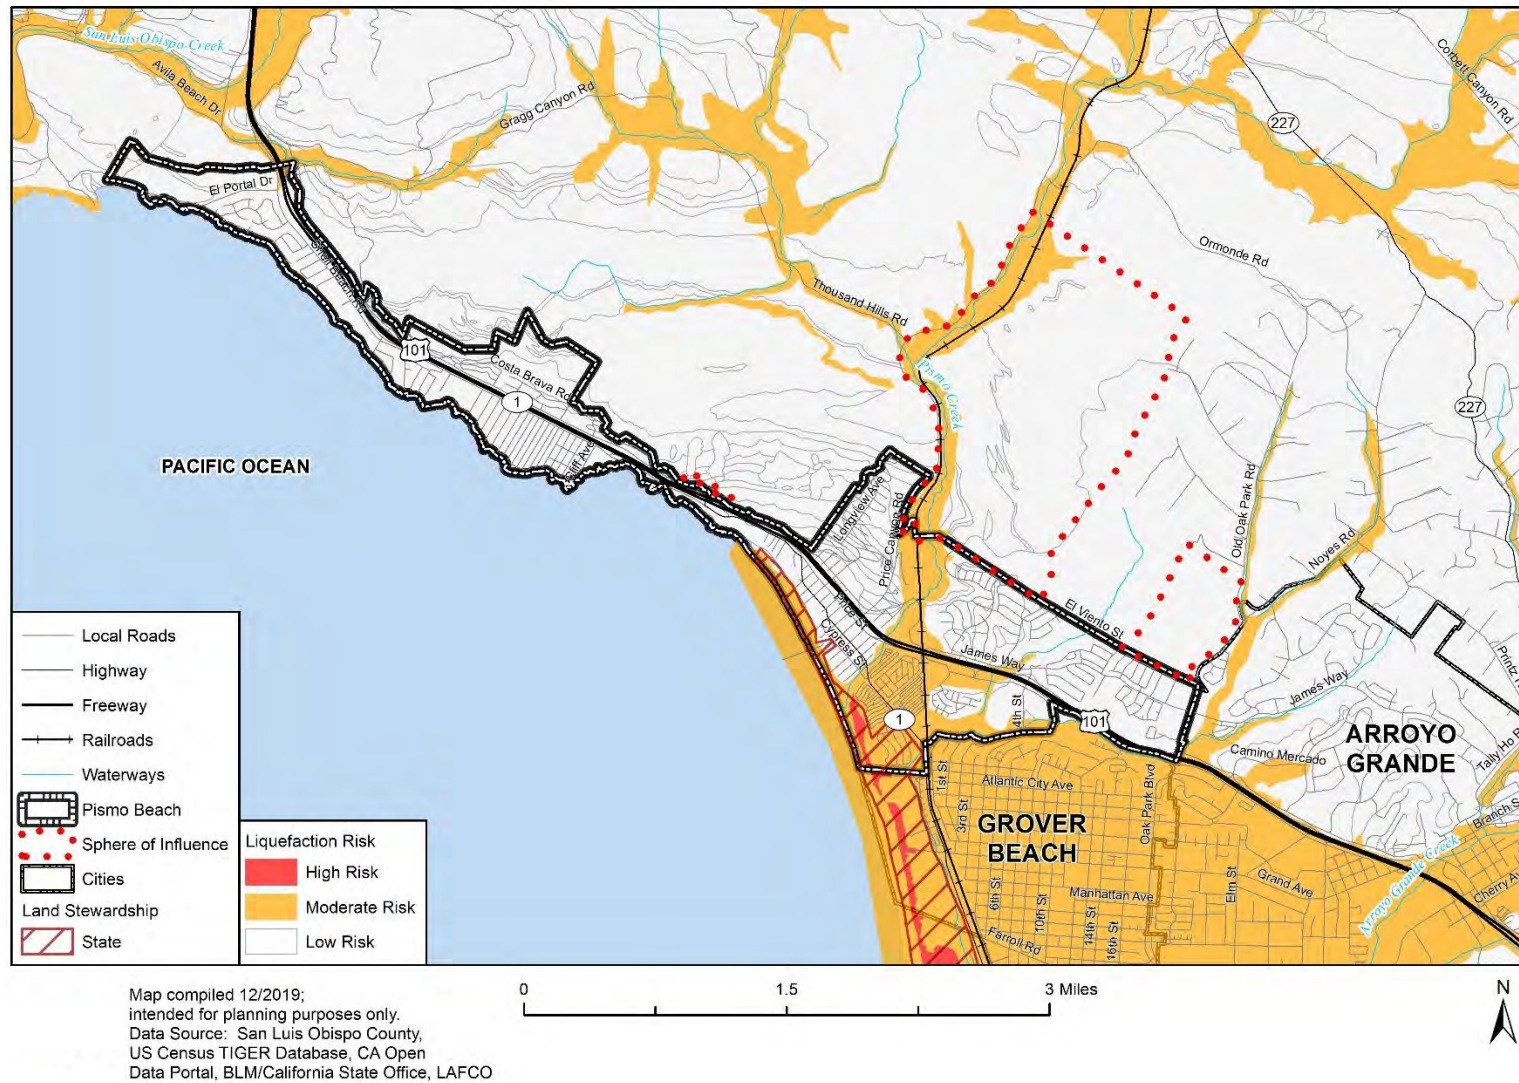 San Luis Obispo Creek
Avila Beach Dr
Gragg Canyon Rd
Corbett Canyon Rd
227
El Portal Dr
Shell Beach Rd
Ormonde Rd
Thousand Hills Rd
101
Costa Brava Rd
1
Pismo Creek
227
PACIFIC OCEAN
Cliff Ave
Longview Ave
Price Canyon Rd
Old Oak Park Rd
Noyes Rd
Price St
Cypress St
El Viento St
James Way
James Way
Printz
4th St
1
101
Camino Mercado
ARROYO
GRANDE
Tally Ho R
1st St
Atlantic City Ave
3rd St
Oak Park Blvd
GROVER
BEACH
Branch S
Manhattan Ave
Elm St
Grand Ave
Cherry Av
Arroyo Grande Creek
6th St
10th St
14th St
16th St
Farroll Rd
Local Roads
Highway
Freeway
Railroads
Waterways
Pismo Beach
Sphere of Influence
Cities
Land Stewardship
State
Liquefaction Risk
High Risk
Moderate Risk
Low Risk
Map compiled 12/2019;
intended for planning purposes only.
Data Source: San Luis Obispo County,
US Census TIGER Database, CA Open
Data Portal, BLM/California State Office, LAFCO
0 1.5 3 Miles
N